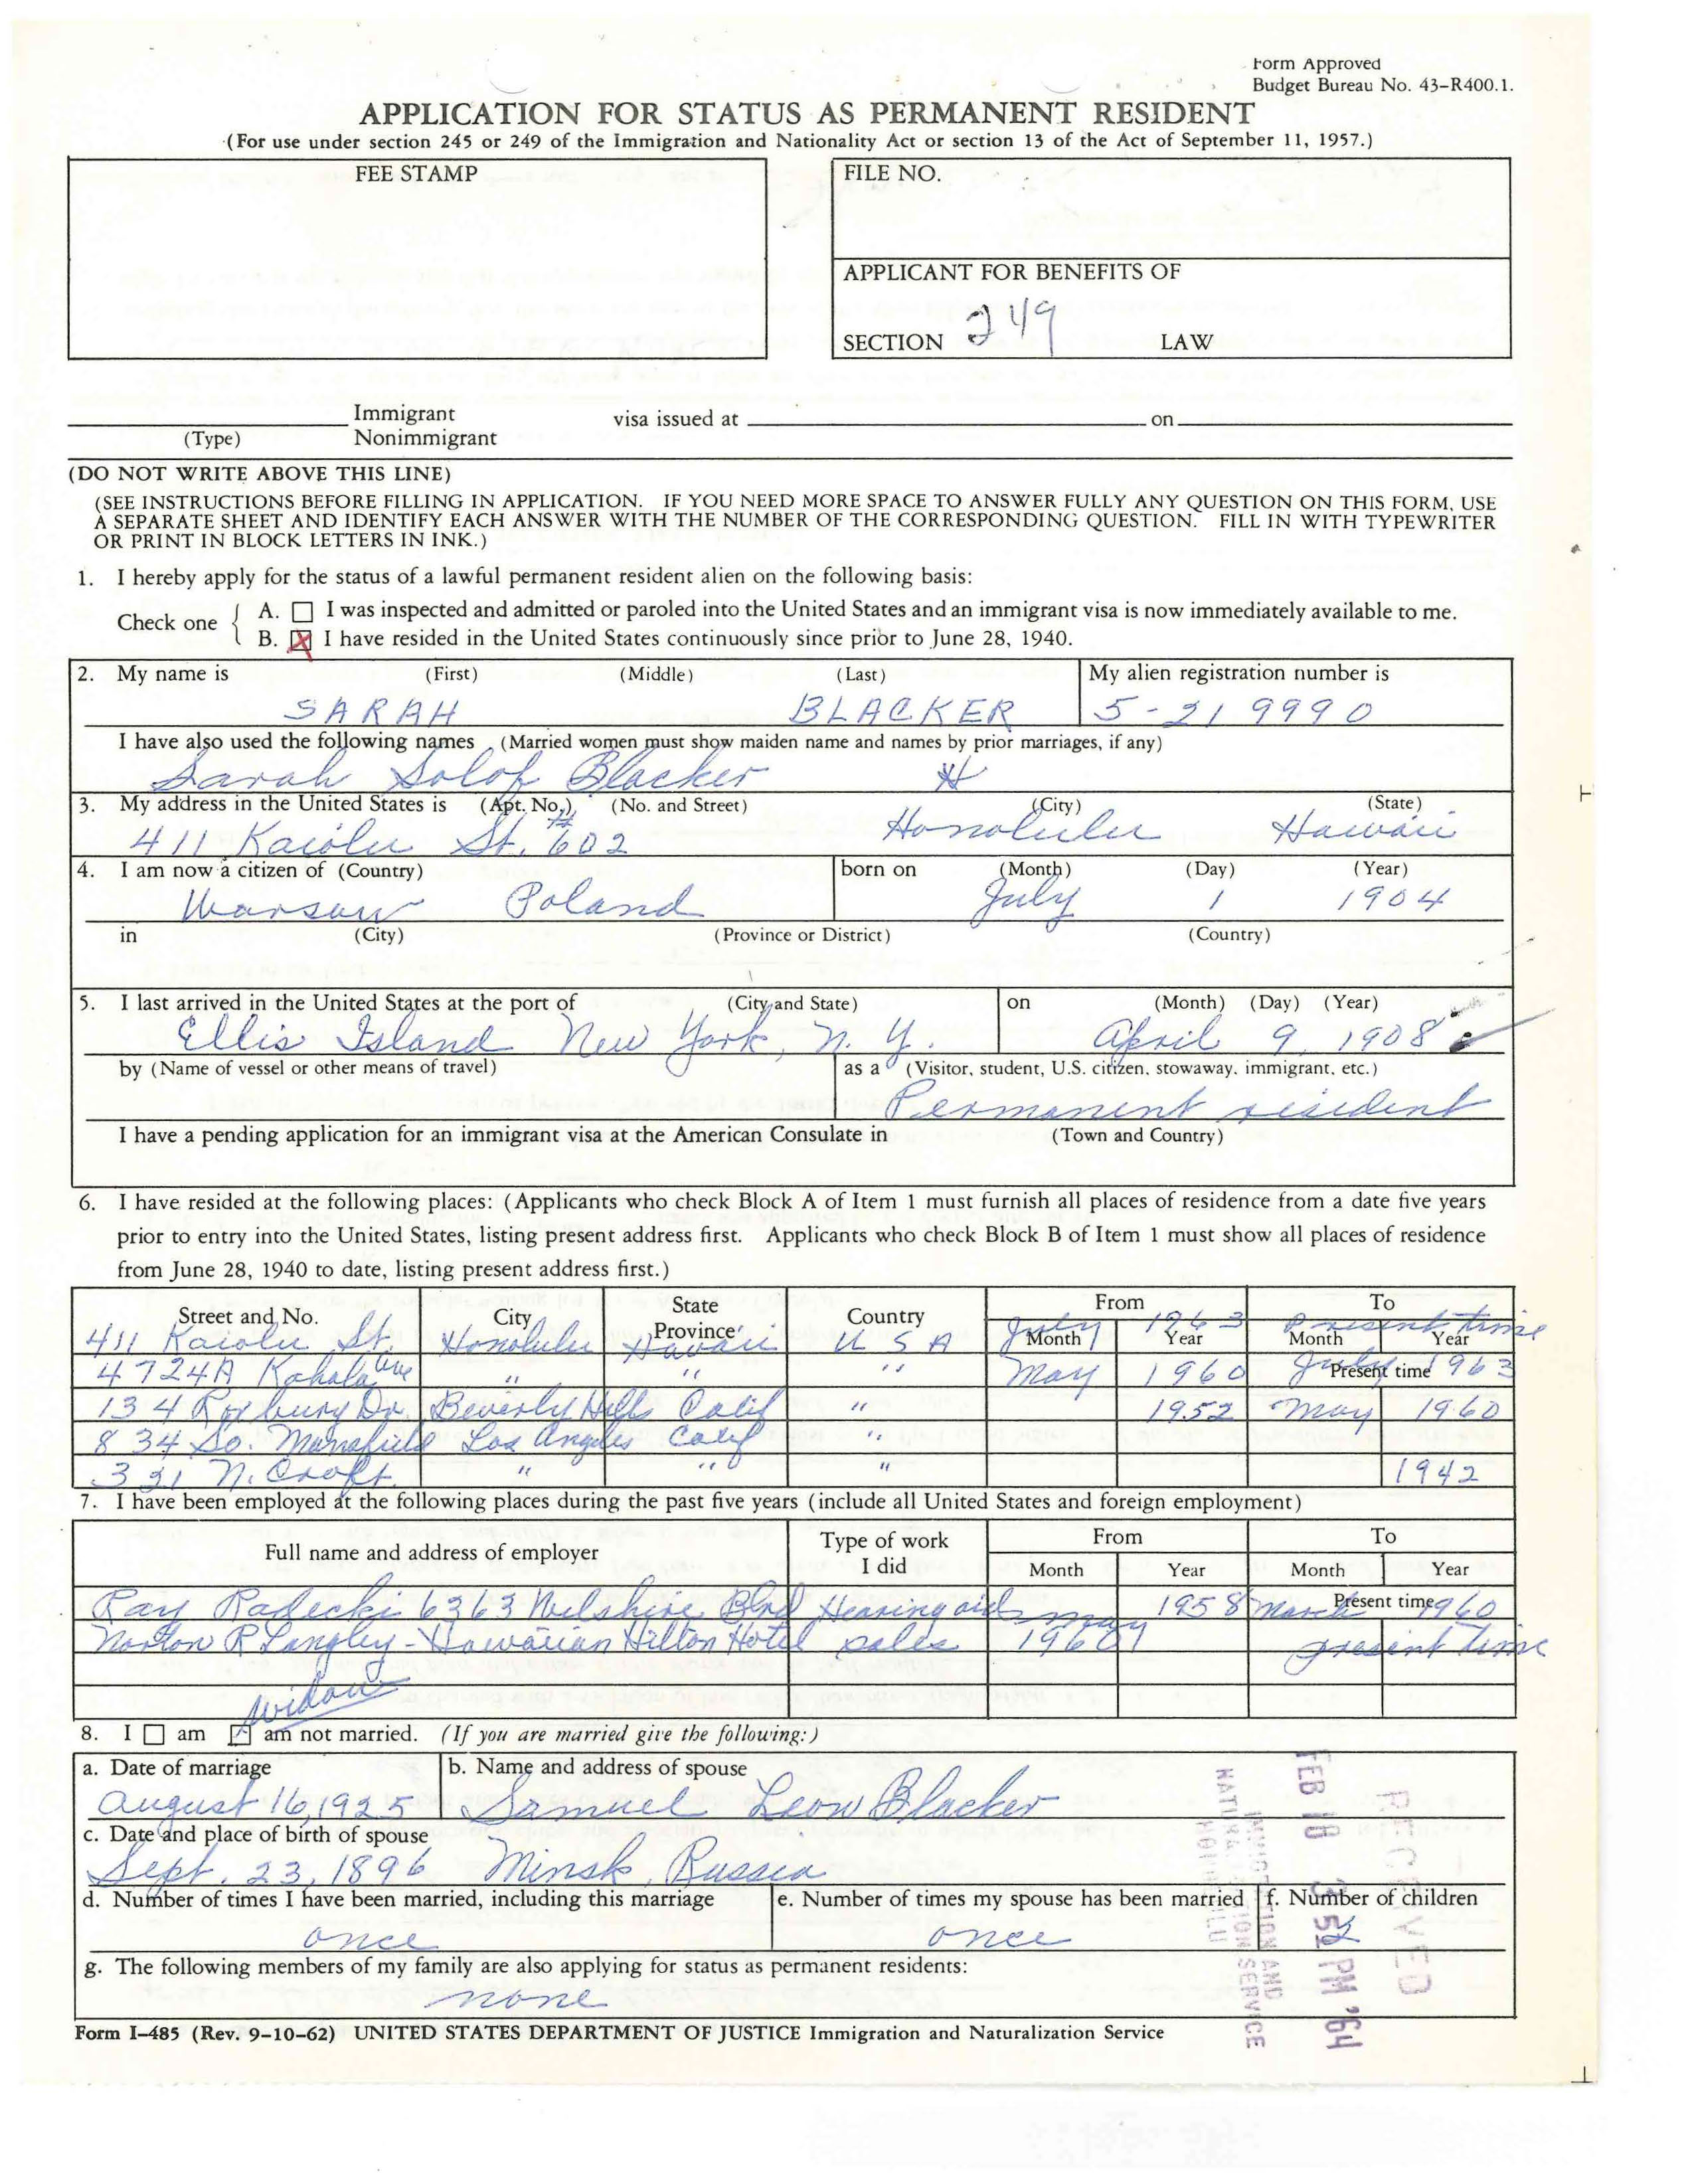 Form Approved
Budget Bureau No. 43-R400.1.
APPLICATION FOR STATUS AS PERMANENT RESIDENT
(For use under section 245 or 249 of the Immigration and Nationality Act or section 13 of the Act of September 11, 1957.)
FEE STAMP
FILE NO.
APPLICANT FOR BENEFITS OF
SECTION 249 LAW
(Type) Immigrant Nonimmigrant visa issued at on
(DO NOT WRITE ABOVE THIS LINE)
(SEE INSTRUCTIONS BEFORE FILLING IN APPLICATION. IF YOU NEED MORE SPACE TO ANSWER FULLY ANY QUESTION ON THIS FORM, USE
A SEPARATE SHEET AND IDENTIFY EACH ANSWER WITH THE NUMBER OF THE CORRESPONDING QUESTION. FILL IN WITH TYPEWRITER
OR PRINT IN BLOCK LETTERS IN INK.)
1. I hereby apply for the status of a lawful permanent resident alien on the following basis:
Check one
A. I was inspected and admitted or paroled into the United States and an immigrant visa is now immediately available to me.
B. X I have resided in the United States continuously since prior to June 28, 1940.
2. My name is (First) (Middle) (Last) My alien registration number is
SARAH BLACKER 5-219990
I have also used the following names (Married women must show maiden name and names by prior marriages, if any)
Sarah Solof Blacker
3. My address in the United States is (Apt. No.) (No. and Street) (City) (State)
411 Kaiolu St. #602 Honolulu Hawaii
4. I am now a citizen of (Country) born on (Month) (Day) (Year)
Warsaw Poland July 1 1904
in (City) (Province or District) (Country)
5. I last arrived in the United States at the port of (City and State) on (Month) (Day) (Year)
Ellis Island New York, N.Y. April 9, 1908
by (Name of vessel or other means of travel) as a (Visitor, student, U.S. citizen, stowaway, immigrant, etc.)
Permanent resident
I have a pending application for an immigrant visa at the American Consulate in (Town and Country)
6. I have resided at the following places: (Applicants who check Block A of Item 1 must furnish all places of residence from a date five years
prior to entry into the United States, listing present address first. Applicants who check Block B of Item 1 must show all places of residence
from June 28, 1940 to date, listing present address first.)
Street and No. City State Province Country From To
Month Year Month Year
411 Kaiolu St. Honolulu Hawaii U S A July 1963 Present time
4724A Kahala Ave " " " May 1960 July 1963
Present time
134 Roxbury Dr. Beverly Hills Calif " 1952 May 1960
834 So. Mansfield Los Angeles Calif "
331 N. Croft " " " 1942
7. I have been employed at the following places during the past five years (include all United States and foreign employment)
Full name and address of employer Type of work I did From To
Month Year Month Year
Ray Radecki 6363 Wilshire Blvd Hearing aids 1958 March 1960
Present time
Norton R Langley - Hawaiian Hilton Hotel sales May 1960 present time
widow
8. I am am not married. (If you are married give the following:)
a. Date of marriage b. Name and address of spouse
August 16, 1925 Samuel Leon Blacker
c. Date and place of birth of spouse
Sept. 23, 1896 Minsk, Russia
d. Number of times I have been married, including this marriage e. Number of times my spouse has been married f. Number of children
once once 2
g. The following members of my family are also applying for status as permanent residents:
none
RECEIVED
FEB 10 3 51 PM '64
IMMIGRATION AND
NATURALIZATION SERVICE
HONOLULU
Form I-485 (Rev. 9-10-62) UNITED STATES DEPARTMENT OF JUSTICE Immigration and Naturalization Service